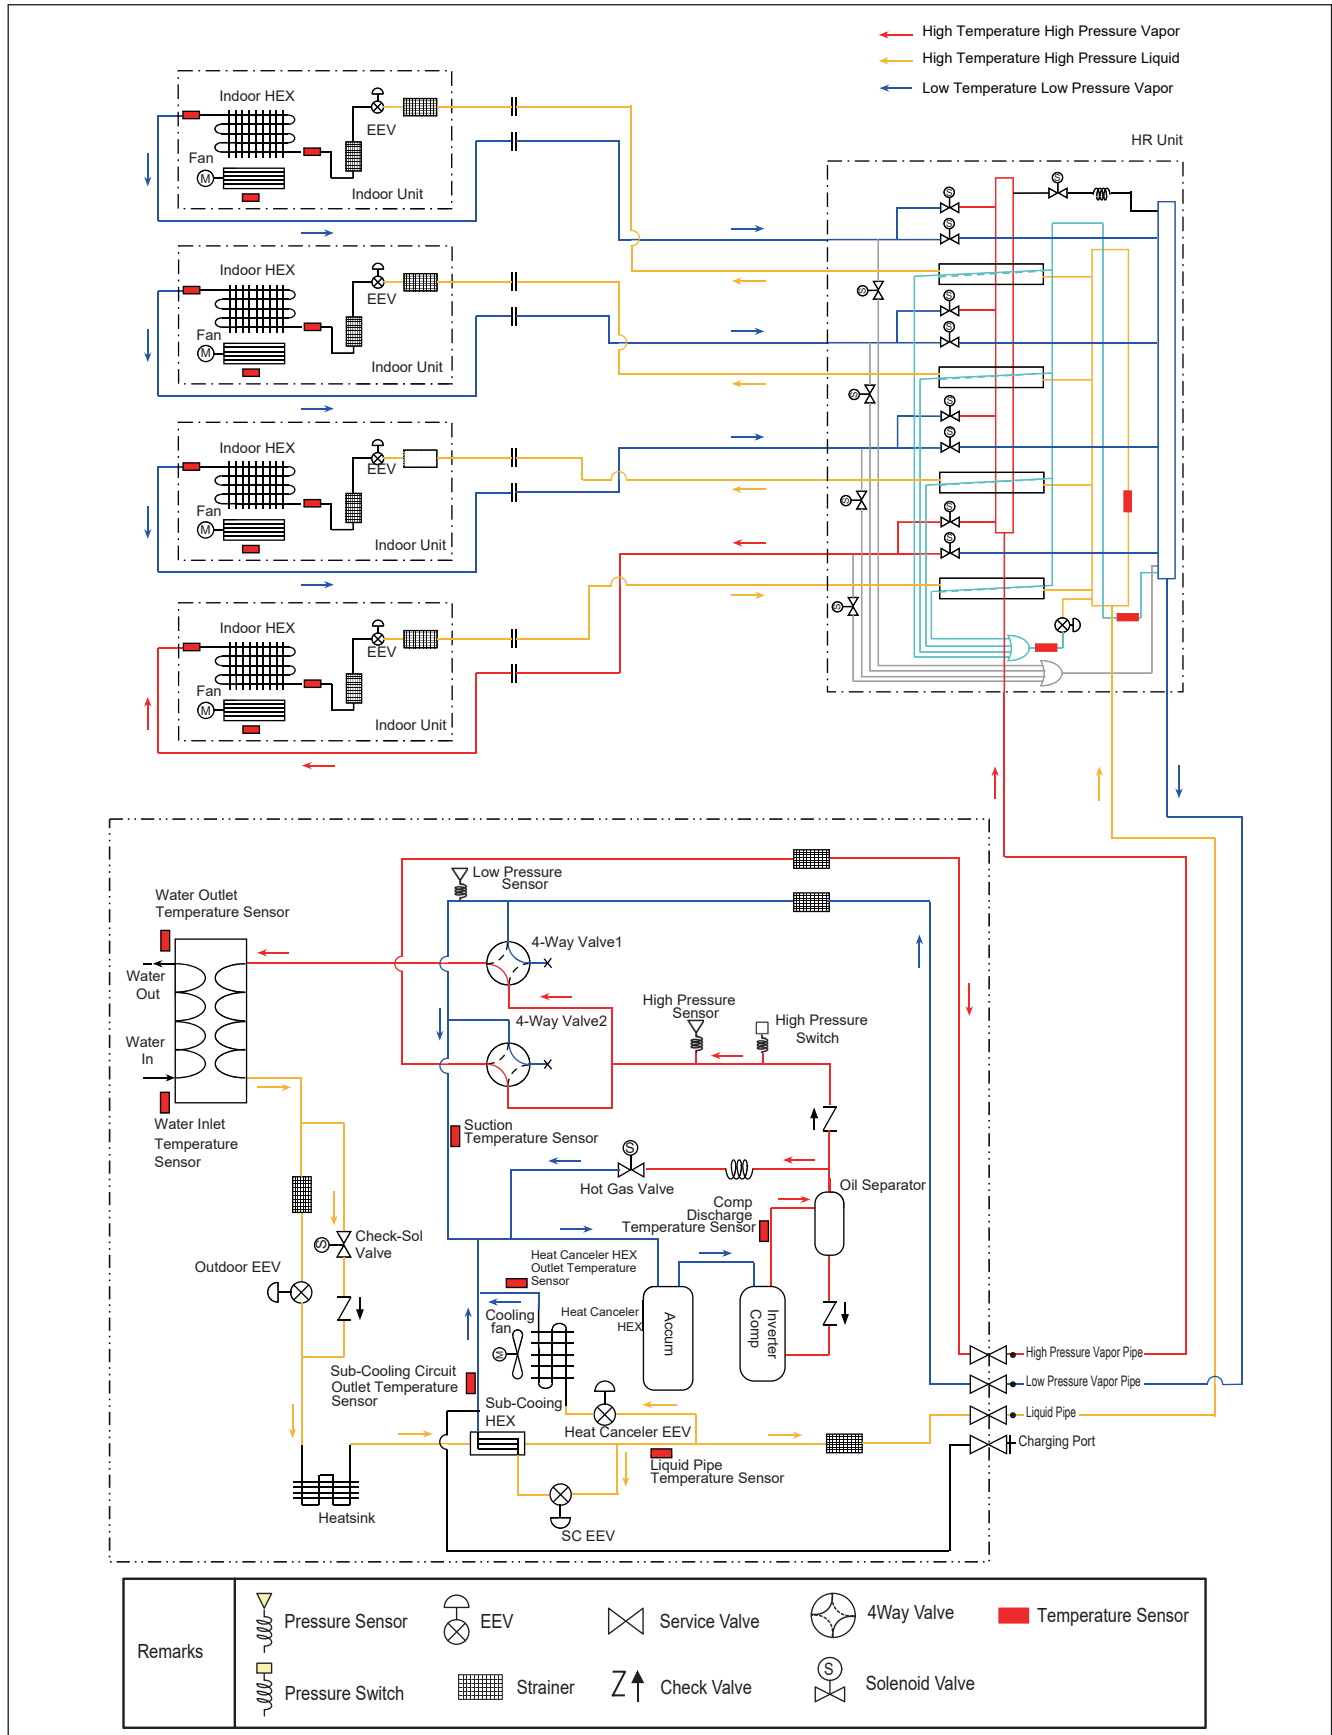 High Temperature High Pressure Vapor
High Temperature High Pressure Liquid
Low Temperature Low Pressure Vapor
HR Unit
Indoor HEX
EEV
Fan
M
Indoor Unit
Indoor HEX
EEV
Fan
M
Indoor Unit
Indoor HEX
EEV
Fan
M
Indoor Unit
Indoor HEX
EEV
Fan
M
Indoor Unit
S
S
S
S
S
S
S
S
S
S
S
S
S
Low Pressure
Sensor
Water Outlet
Temperature Sensor
4-Way Valve1
Water
Out
High Pressure
Sensor
High Pressure
Switch
4-Way Valve2
Water
In
Water Inlet
Temperature
Sensor
Suction
Temperature Sensor
S
Hot Gas Valve
Oil Separator
Comp
Discharge
Temperature Sensor
Check-Sol
Valve
S
Outdoor EEV
Heat Canceler HEX
Outlet Temperature
Sensor
Cooling
fan
M
Heat Canceler
HEX
Accum
Inverter
Comp
Sub-Cooling Circuit
Outlet Temperature
Sensor
High Pressure Vapor Pipe
Low Pressure Vapor Pipe
Liquid Pipe
Charging Port
Sub-Cooing
HEX
Heat Canceler EEV
Liquid Pipe
Temperature Sensor
Heatsink
SC EEV
Remarks
Pressure Sensor
EEV
Service Valve
4Way Valve
Temperature Sensor
Pressure Switch
Strainer
Check Valve
S
Solenoid Valve